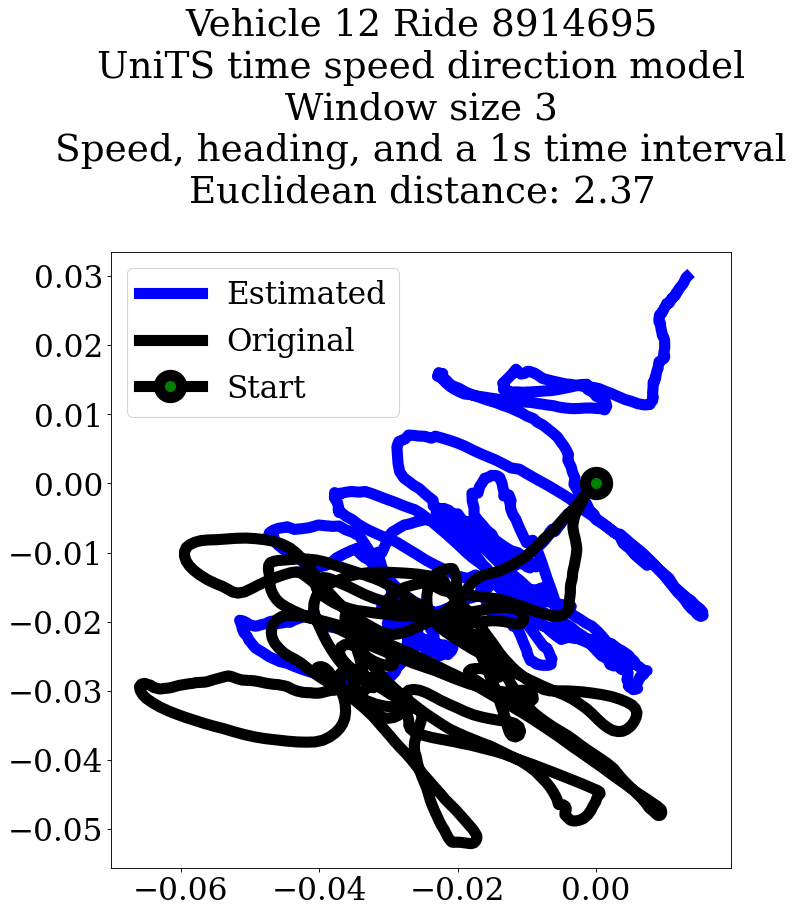 Vehicle 12 Ride 8914695
UniTS time speed direction model
Window size 3
Speed, heading, and a 1s time interval
Euclidean distance: 2.37
Estimated
Original
Start
0.03
0.02
0.01
0.00
−0.01
−0.02
−0.03
−0.04
−0.05
−0.06
−0.04
−0.02
0.00